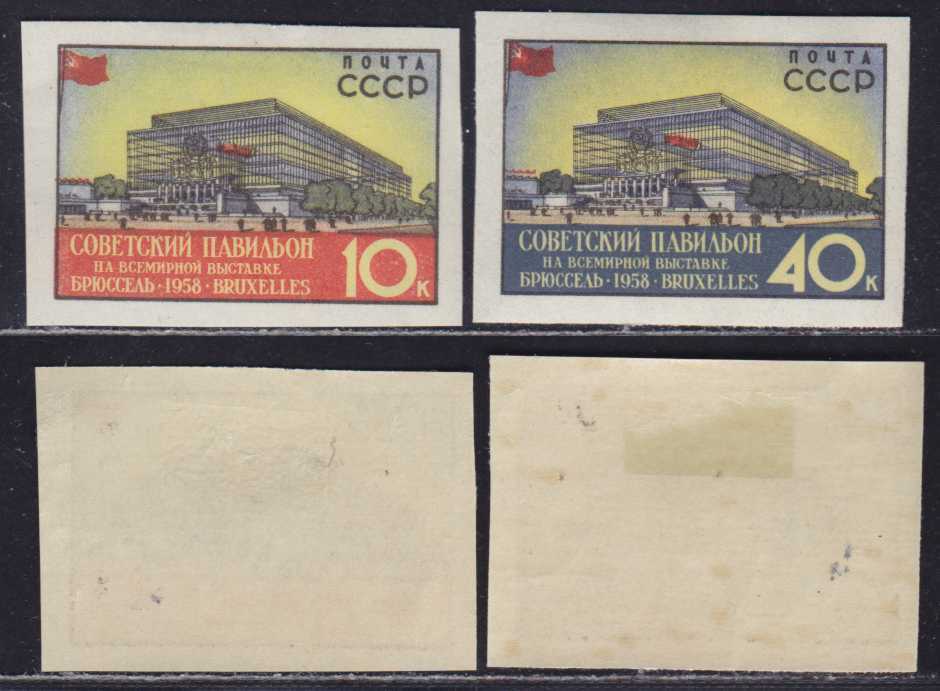 ПОЧТА
СССР
СОВЕТСКИЙ ПАВИЛЬОН
НА ВСЕМИРНОЙ ВЫСТАВКЕ
БРЮССЕЛЬ · 1958 · BRUXELLES
10 К
ПОЧТА
СССР
СОВЕТСКИЙ ПАВИЛЬОН
НА ВСЕМИРНОЙ ВЫСТАВКЕ
БРЮССЕЛЬ · 1958 · BRUXELLES
40 К